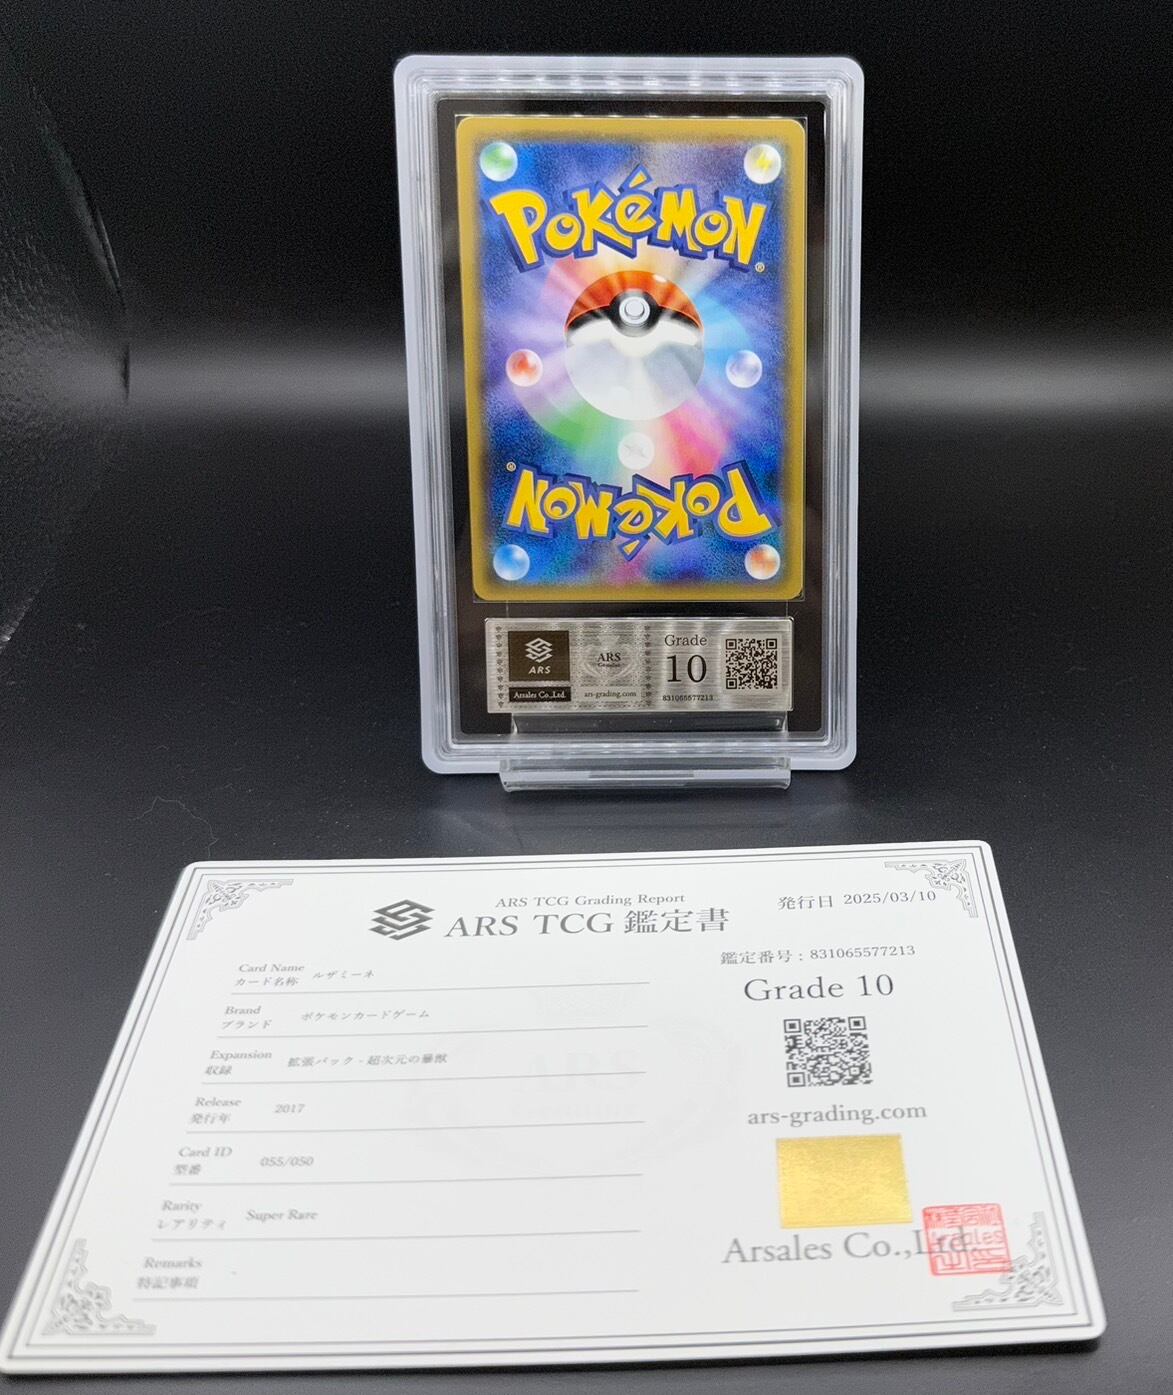 POKéMON
®
POKéMON
®
ARS
Arsales Co.,Ltd.
ARS
Genuine
ars-grading.com
Grade
10
831065577213
ARS TCG Grading Report
ARS TCG 鑑定書
発行日 2025/03/10
鑑定番号 : 831065577213
Grade 10
ars-grading.com
Arsales Co.,Ltd.
Card Name
カード名称 ルザミーネ
Brand
ブランド ポケモンカードゲーム
Expansion
収録 拡張パック - 超次元の暴獣
Release
発行年 2017
Card ID
型番 055/050
Rarity
レアリティ Super Rare
Remarks
特記事項 -
ARS
Genuine